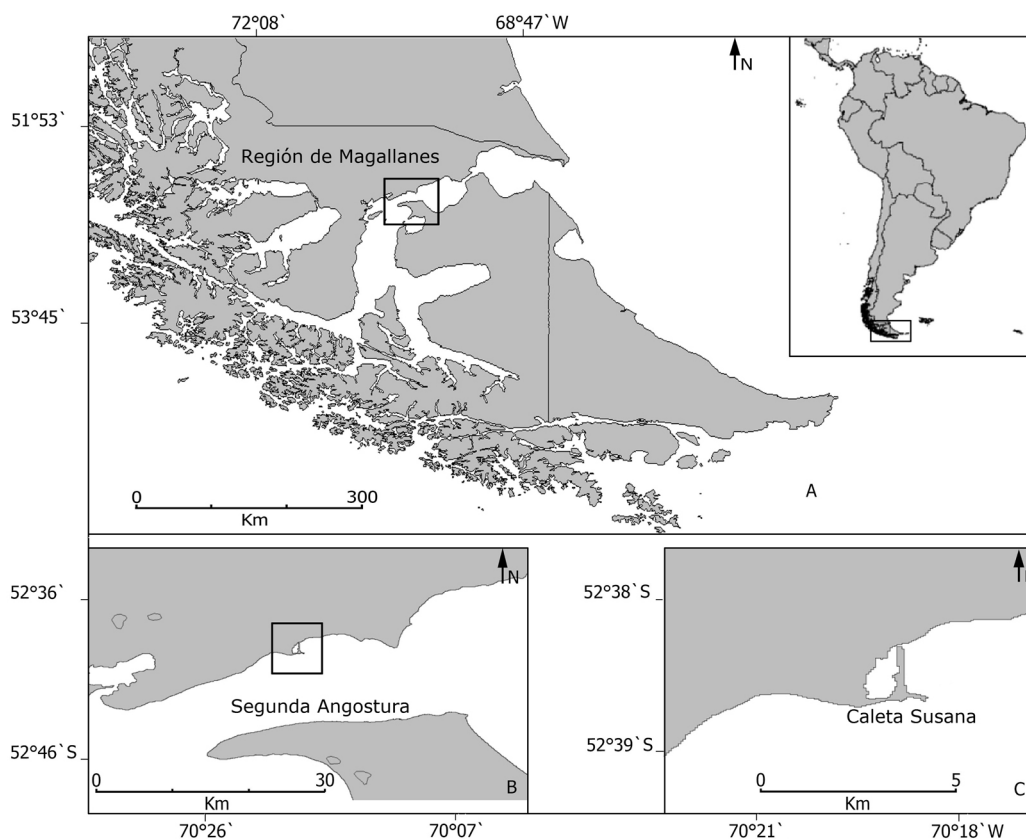 72°08`
68°47`W
N
51°53`
Región de Magallanes
53°45`
0
300
Km
A
52°36`
N
Segunda Angostura
52°46`S
0
30
Km
B
70°26`
70°07`
52°38`S
Caleta Susana
52°39`S
0
5
Km
C
70°21`
70°18`W